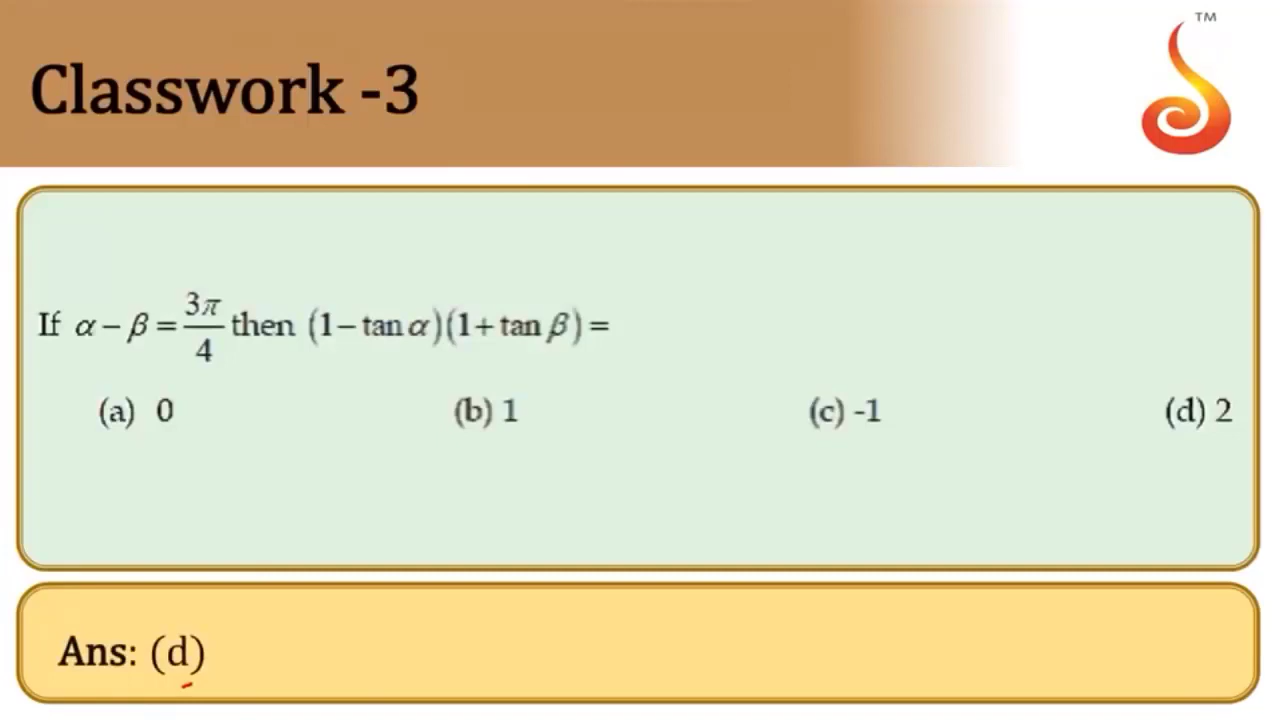 TM
Classwork -3
If α − β = 3π/4 then (1− tan α)(1+ tan β) =
(a) 0 (b) 1 (c) -1 (d) 2
Ans: (d)